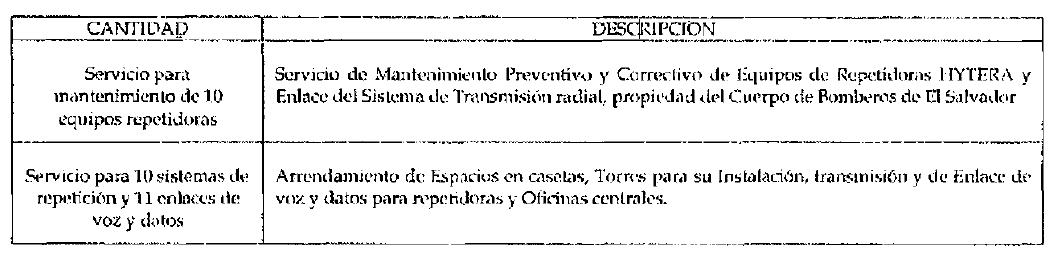 CANTIDAD DESCRIPCION
Servicio para
mantenimiento de 10
equipos repetidoras
Servicio de Mantenimiento Preventivo y Correctivo de Equipos de Repetidoras HYTERA y
Enlace del Sistema de Transmisión radial, propiedad del Cuerpo de Bomberos de El Salvador
Servicio para 10 sistemas de
repetición y 11 enlaces de
voz y datos
Arrendamiento de Espacios en casetas, Torres para su Instalación, transmisión y de Enlace de
voz y datos para repetidoras y Oficinas centrales.